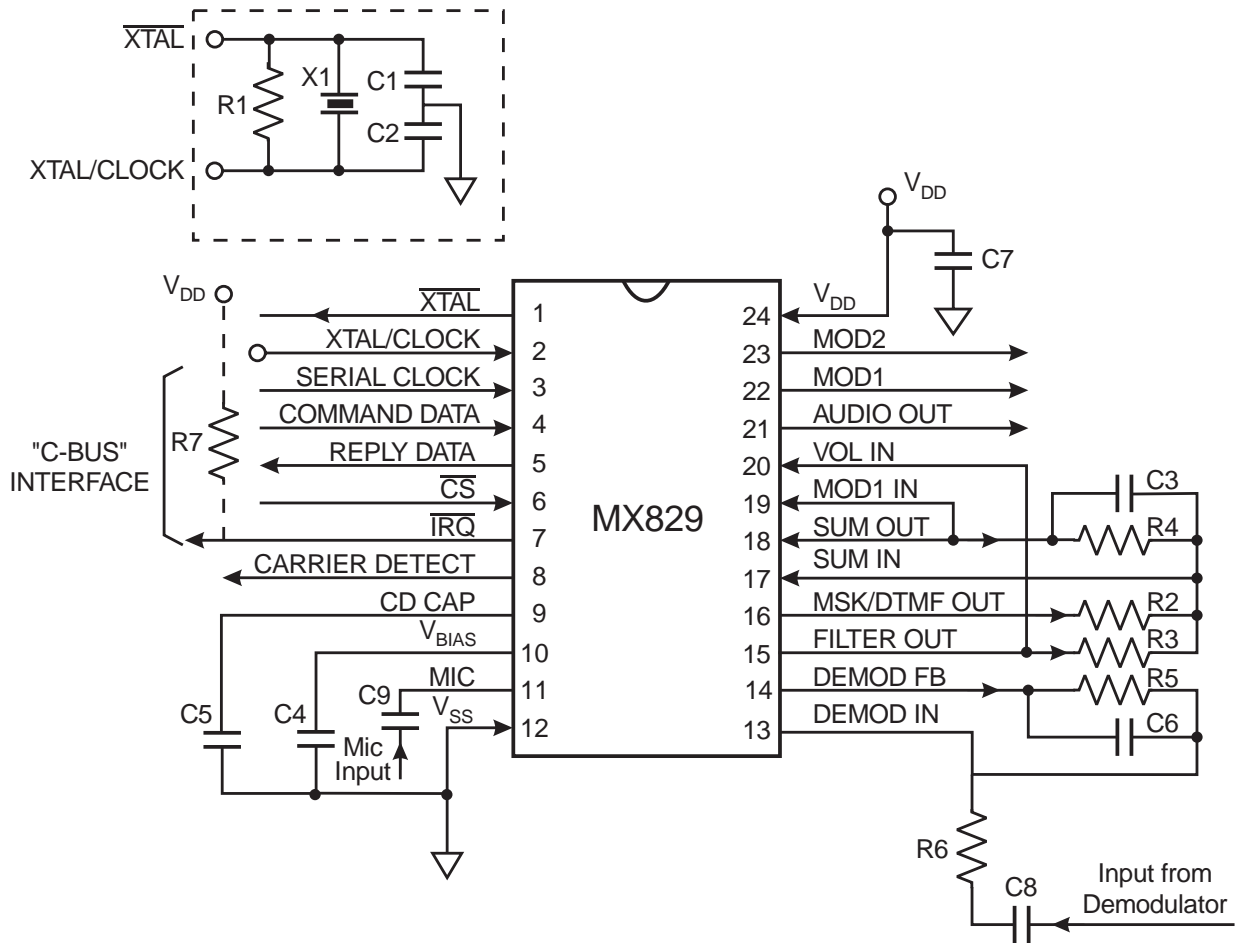 XTAL
R1
X1
C1
C2
XTAL/CLOCK
VDD
C7
VDD
R7
"C-BUS"
INTERFACE
XTAL
XTAL/CLOCK
SERIAL CLOCK
COMMAND DATA
REPLY DATA
CS
IRQ
CARRIER DETECT
CD CAP
VBIAS
MIC
VSS
1
2
3
4
5
6
7
8
9
10
11
12
MX829
24
23
22
21
20
19
18
17
16
15
14
13
VDD
MOD2
MOD1
AUDIO OUT
VOL IN
MOD1 IN
SUM OUT
SUM IN
MSK/DTMF OUT
FILTER OUT
DEMOD FB
DEMOD IN
C3
R4
R2
R3
R5
C6
C5
C4
C9
Mic
Input
R6
C8
Input from
Demodulator